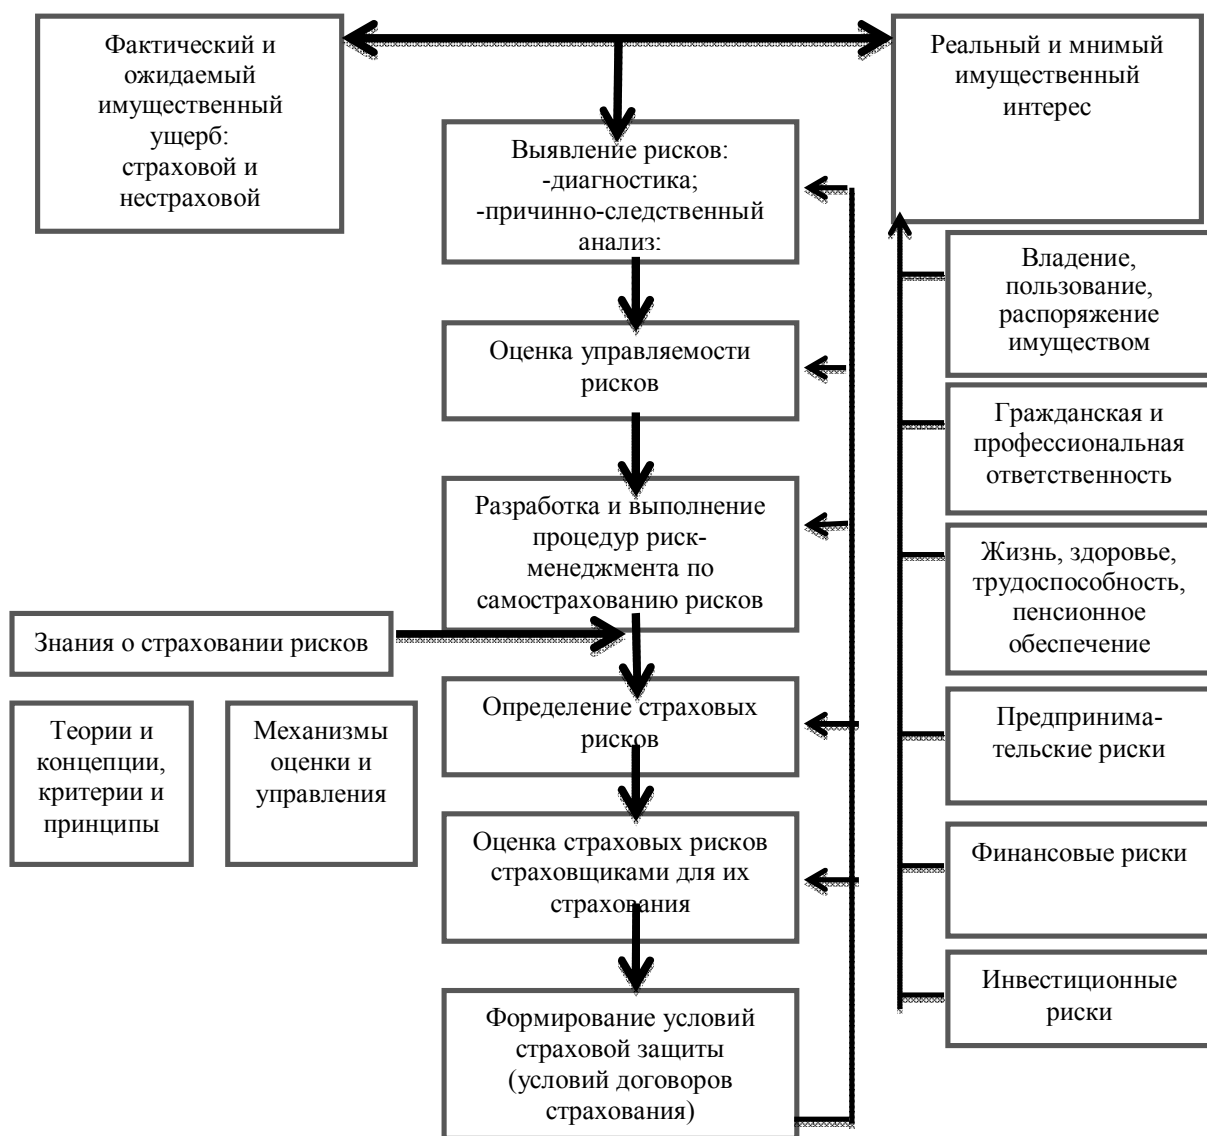 Фактический и
ожидаемый
имущественный
ущерб:
страховой и
нестраховой
Реальный и мнимый
имущественный
интерес
Выявление рисков:
-диагностика;
-причинно-следственный
анализ:
Владение,
пользование,
распоряжение
имуществом
Оценка управляемости
рисков
Гражданская и
профессиональная
ответственность
Разработка и выполнение
процедур риск-
менеджмента по
самострахованию рисков
Жизнь, здоровье,
трудоспособность,
пенсионное
обеспечение
Знания о страховании рисков
Теории и
концепции,
критерии и
принципы
Механизмы
оценки и
управления
Определение страховых
рисков
Предпринима-
тельские риски
Оценка страховых рисков
страховщиками для их
страхования
Финансовые риски
Инвестиционные
риски
Формирование условий
страховой защиты
(условий договоров
страхования)